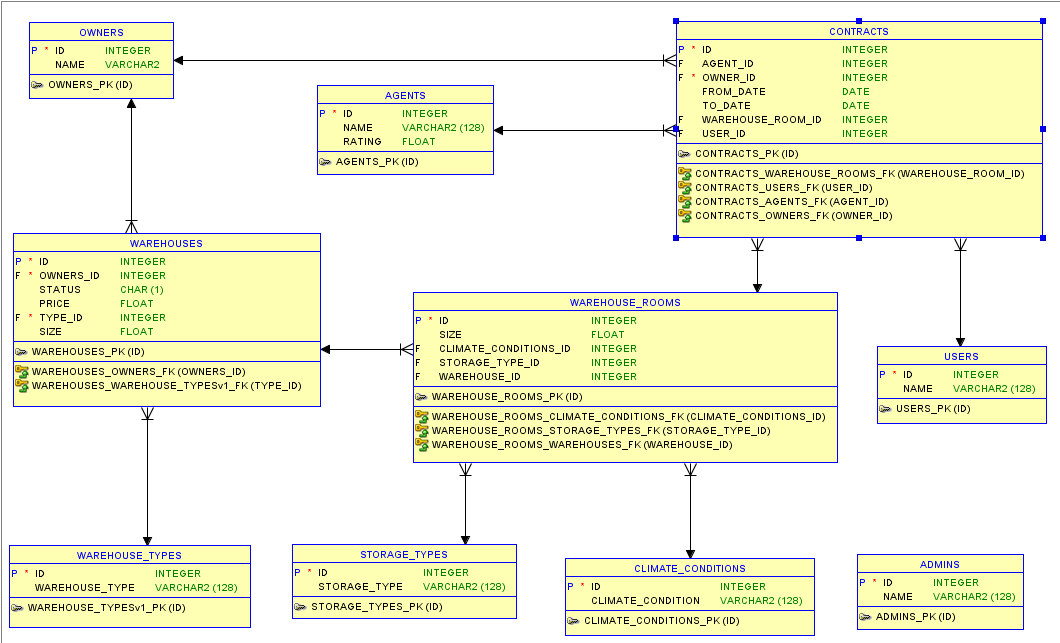 OWNERS
P * ID INTEGER
NAME VARCHAR2
OWNERS_PK (ID)
CONTRACTS
P * ID INTEGER
F AGENT_ID INTEGER
F * OWNER_ID INTEGER
FROM_DATE DATE
TO_DATE DATE
F WAREHOUSE_ROOM_ID INTEGER
F USER_ID INTEGER
CONTRACTS_PK (ID)
CONTRACTS_WAREHOUSE_ROOMS_FK (WAREHOUSE_ROOM_ID)
CONTRACTS_USERS_FK (USER_ID)
CONTRACTS_AGENTS_FK (AGENT_ID)
CONTRACTS_OWNERS_FK (OWNER_ID)
AGENTS
P * ID INTEGER
NAME VARCHAR2 (128)
RATING FLOAT
AGENTS_PK (ID)
WAREHOUSES
P * ID INTEGER
F * OWNERS_ID INTEGER
STATUS CHAR (1)
PRICE FLOAT
F * TYPE_ID INTEGER
SIZE FLOAT
WAREHOUSES_PK (ID)
WAREHOUSES_OWNERS_FK (OWNERS_ID)
WAREHOUSES_WAREHOUSE_TYPESv1_FK (TYPE_ID)
WAREHOUSE_ROOMS
P * ID INTEGER
SIZE FLOAT
F CLIMATE_CONDITIONS_ID INTEGER
F STORAGE_TYPE_ID INTEGER
F WAREHOUSE_ID INTEGER
WAREHOUSE_ROOMS_PK (ID)
WAREHOUSE_ROOMS_CLIMATE_CONDITIONS_FK (CLIMATE_CONDITIONS_ID)
WAREHOUSE_ROOMS_STORAGE_TYPES_FK (STORAGE_TYPE_ID)
WAREHOUSE_ROOMS_WAREHOUSES_FK (WAREHOUSE_ID)
USERS
P * ID INTEGER
NAME VARCHAR2 (128)
USERS_PK (ID)
WAREHOUSE_TYPES
P * ID INTEGER
WAREHOUSE_TYPE VARCHAR2 (128)
WAREHOUSE_TYPESv1_PK (ID)
STORAGE_TYPES
P * ID INTEGER
STORAGE_TYPE VARCHAR2 (128)
STORAGE_TYPES_PK (ID)
CLIMATE_CONDITIONS
P * ID INTEGER
CLIMATE_CONDITION VARCHAR2 (128)
CLIMATE_CONDITIONS_PK (ID)
ADMINS
P * ID INTEGER
NAME VARCHAR2 (128)
ADMINS_PK (ID)